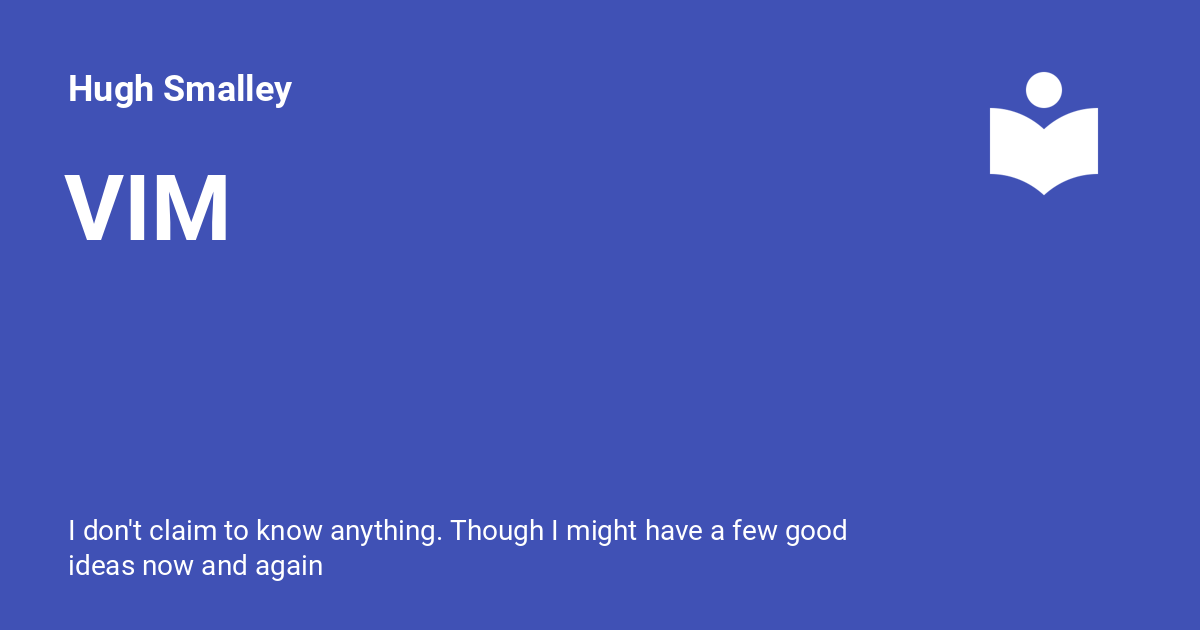 Hugh Smalley
VIM
I don't claim to know anything. Though I might have a few good
ideas now and again